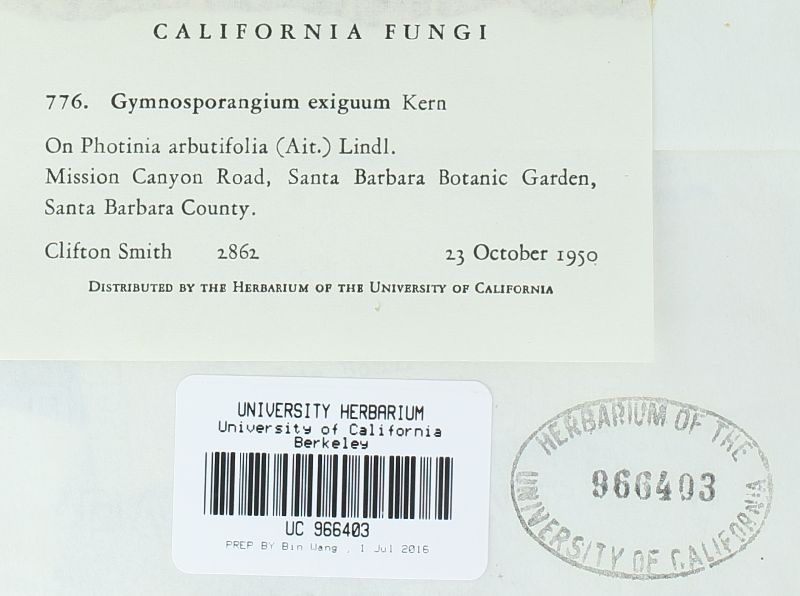 CALIFORNIA FUNGI
776. Gymnosporangium exiguum Kern
On Photinia arbutifolia (Ait.) Lindl.
Mission Canyon Road, Santa Barbara Botanic Garden,
Santa Barbara County.
Clifton Smith 2862 23 October 1950
DISTRIBUTED BY THE HERBARIUM OF THE UNIVERSITY OF CALIFORNIA
UNIVERSITY HERBARIUM
University of California
Berkeley
UC 966403
PREP BY Bin Wang , 1 Jul 2016
HERBARIUM OF THE
966403
UNIVERSITY OF CALIFORNIA